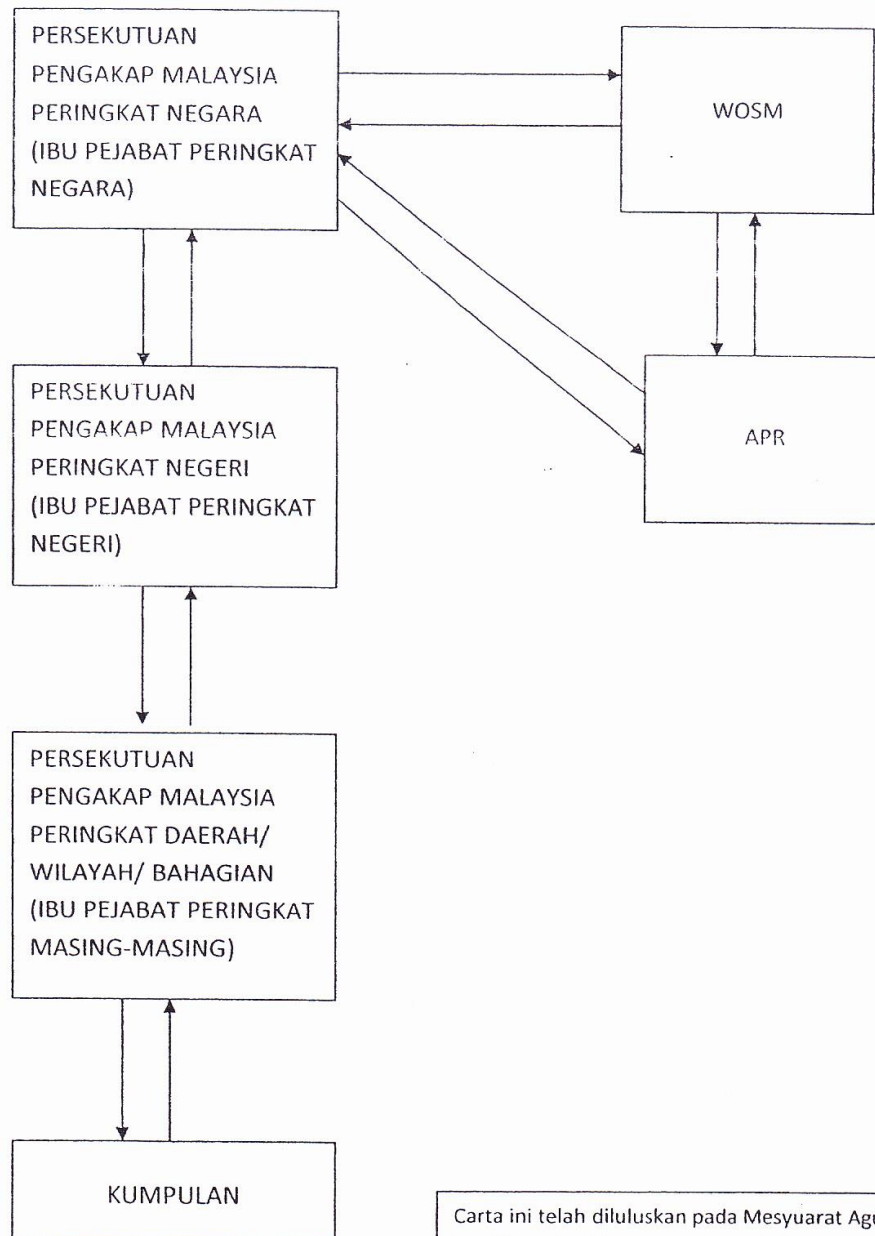 PERSEKUTUAN
PENGAKAP MALAYSIA
PERINGKAT NEGARA
(IBU PEJABAT PERINGKAT
NEGARA)
WOSM
APR
PERSEKUTUAN
PENGAKAP MALAYSIA
PERINGKAT NEGERI
(IBU PEJABAT PERINGKAT
NEGERI)
PERSEKUTUAN
PENGAKAP MALAYSIA
PERINGKAT DAERAH/
WILAYAH/ BAHAGIAN
(IBU PEJABAT PERINGKAT
MASING-MASING)
KUMPULAN
Carta ini telah diluluskan pada Mesyuarat